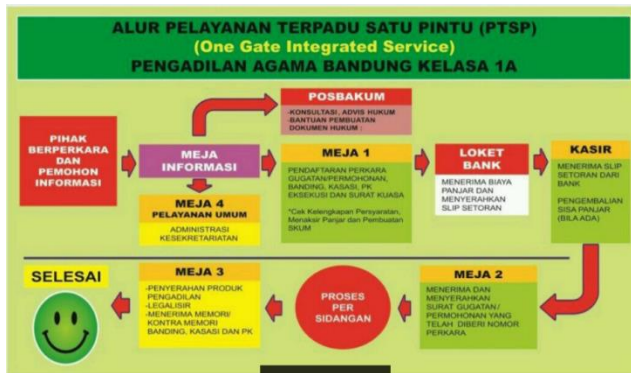 ALUR PELAYANAN TERPADU SATU PINTU (PTSP)
(One Gate Integrated Service)
PENGADILAN AGAMA BANDUNG KELASA 1A
PIHAK
BERPERKARA
DAN
PEMOHON
INFORMASI
MEJA
INFORMASI
POSBAKUM
-KONSULTASI, ADVIS HUKUM
-BANTUAN PEMBUATAN
DOKUMEN HUKUM :
MEJA 4
PELAYANAN UMUM
ADMINISTRASI
KESEKRETARIATAN
MEJA 1
PENDAFTARAN PERKARA
GUGATAN/PERMOHONAN,
BANDING, KASASI, PK
EKSEKUSI DAN SURAT KUASA
*Cek Kelengkapan Persyaratan,
Menaksir Panjar dan Pembuatan
SKUM
LOKET
BANK
MENERIMA BIAYA
PANJAR DAN
MENYERAHKAN
SLIP SETORAN
KASIR
MENERIMA SLIP
SETORAN DARI
BANK
PENGEMBALIAN
SISA PANJAR
(BILA ADA)
MEJA 2
MENERIMA DAN
MENYERAHKAN
SURAT GUGATAN/
PERMOHONAN YANG
TELAH DIBERI NOMOR
PERKARA.
PROSES
PER
SIDANGAN
MEJA 3
-PENYERAHAN PRODUK
PENGADILAN
-LEGALISIR
-MENERIMA MEMORI/
KONTRA MEMORI
BANDING, KASASI DAN PK
SELESAI